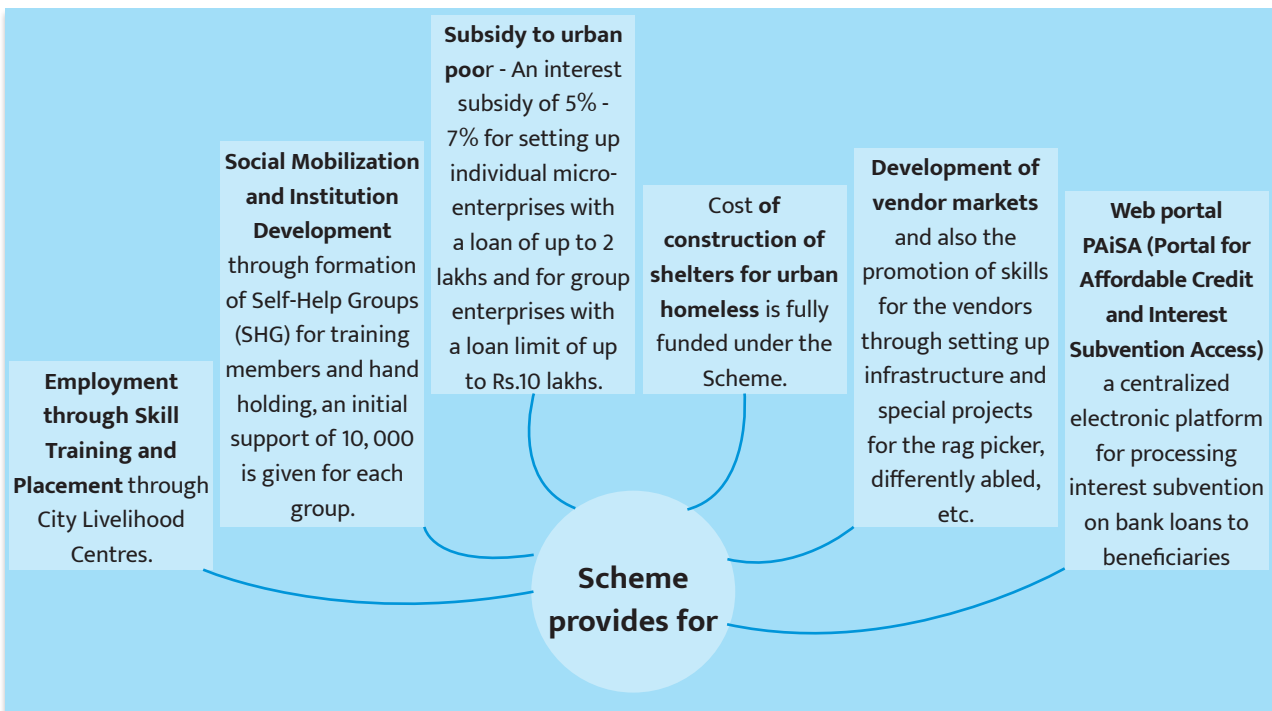 Employment
through Skill
Training and
Placement through
City Livelihood
Centres.
Social Mobilization
and Institution
Development
through formation
of Self-Help Groups
(SHG) for training
members and hand
holding, an initial
support of 10, 000
is given for each
group.
Subsidy to urban
poor - An interest
subsidy of 5% -
7% for setting up
individual micro-
enterprises with
a loan of up to 2
lakhs and for group
enterprises with
a loan limit of up
to Rs.10 lakhs.
Cost of
construction of
shelters for urban
homeless is fully
funded under the
Scheme.
Development of
vendor markets
and also the
promotion of skills
for the vendors
through setting up
infrastructure and
special projects
for the rag picker,
differently abled,
etc.
Web portal
PAiSA (Portal for
Affordable Credit
and Interest
Subvention Access)
a centralized
electronic platform
for processing
interest subvention
on bank loans to
beneficiaries
Scheme
provides for